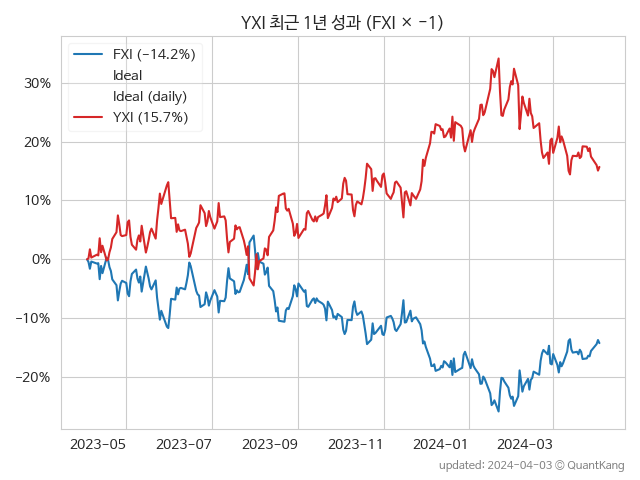 YXI 최근 1년 성과 (FXI × -1)
FXI (-14.2%)
Ideal
Ideal (daily)
YXI (15.7%)
30%
20%
10%
0%
-10%
-20%
2023-05
2023-07
2023-09
2023-11
2024-01
2024-03
updated: 2024-04-03 © QuantKang